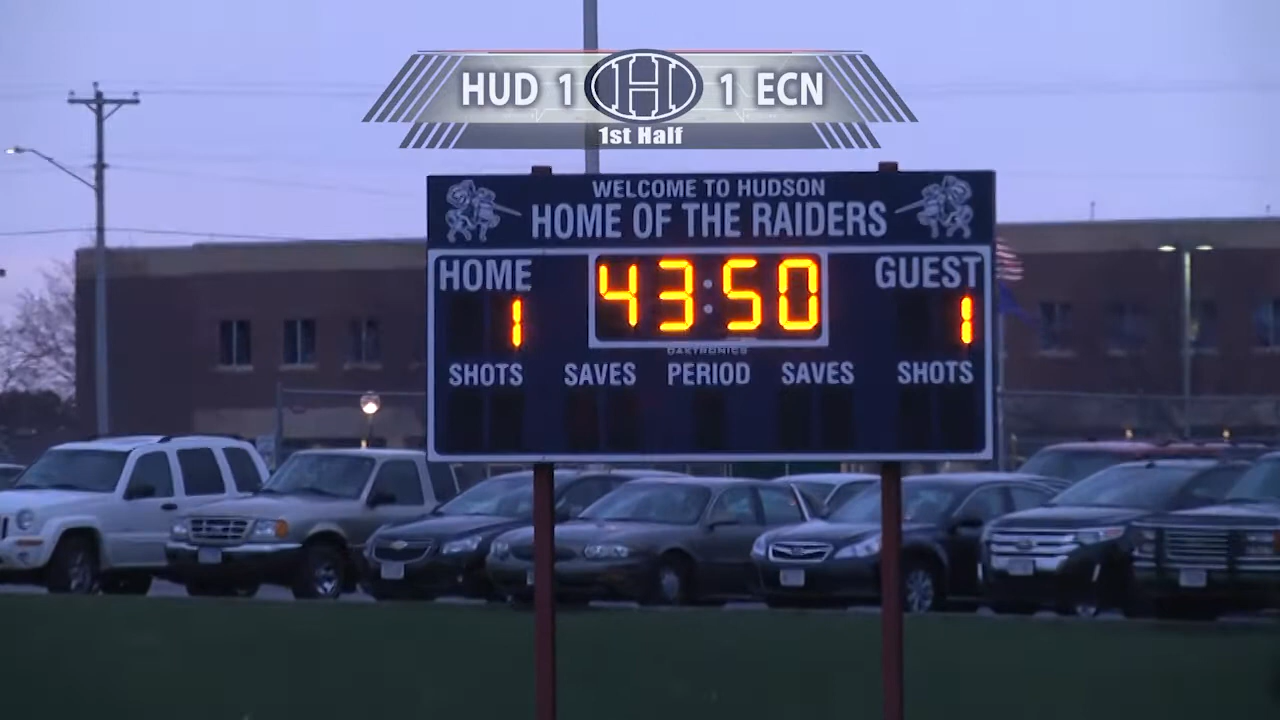 HUD 1 H 1 ECN
1st Half
WELCOME TO HUDSON
HOME OF THE RAIDERS
HOME 43:50 GUEST
1 1
DAKTRONICS
SHOTS SAVES PERIOD SAVES SHOTS